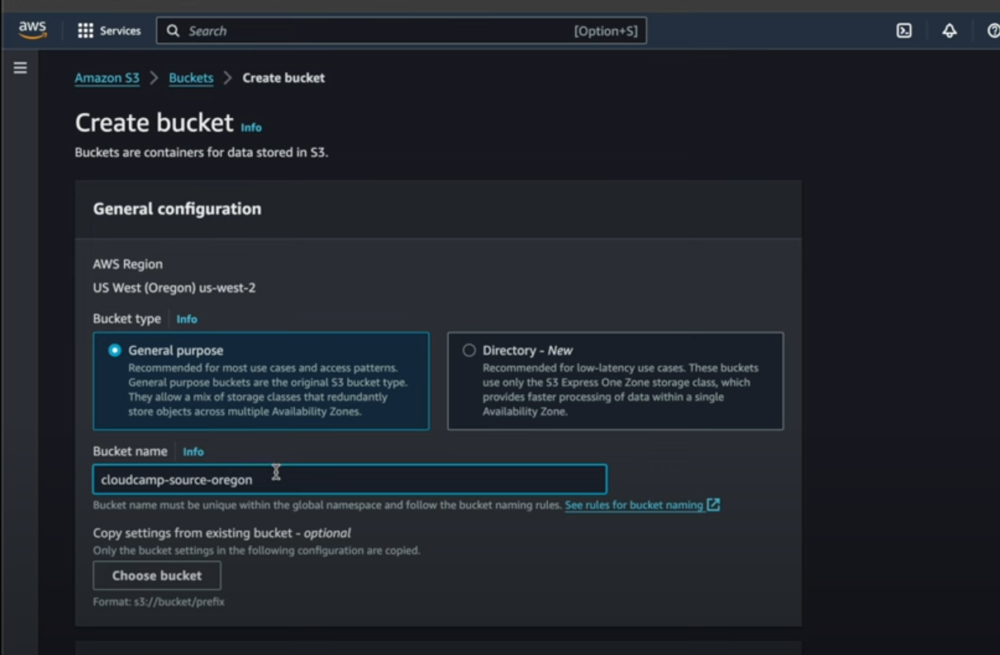 aws
Services
Search
[Option+S]
Amazon S3 > Buckets > Create bucket
Create bucket Info
Buckets are containers for data stored in S3.
General configuration
AWS Region
US West (Oregon) us-west-2
Bucket type Info
General purpose
Recommended for most use cases and access patterns.
General purpose buckets are the original S3 bucket type.
They allow a mix of storage classes that redundantly
store objects across multiple Availability Zones.
Directory - New
Recommended for low-latency use cases. These buckets
use only the S3 Express One Zone storage class, which
provides faster processing of data within a single
Availability Zone.
Bucket name Info
cloudcamp-source-oregon
Bucket name must be unique within the global namespace and follow the bucket naming rules. See rules for bucket naming
Copy settings from existing bucket - optional
Only the bucket settings in the following configuration are copied.
Choose bucket
Format: s3://bucket/prefix